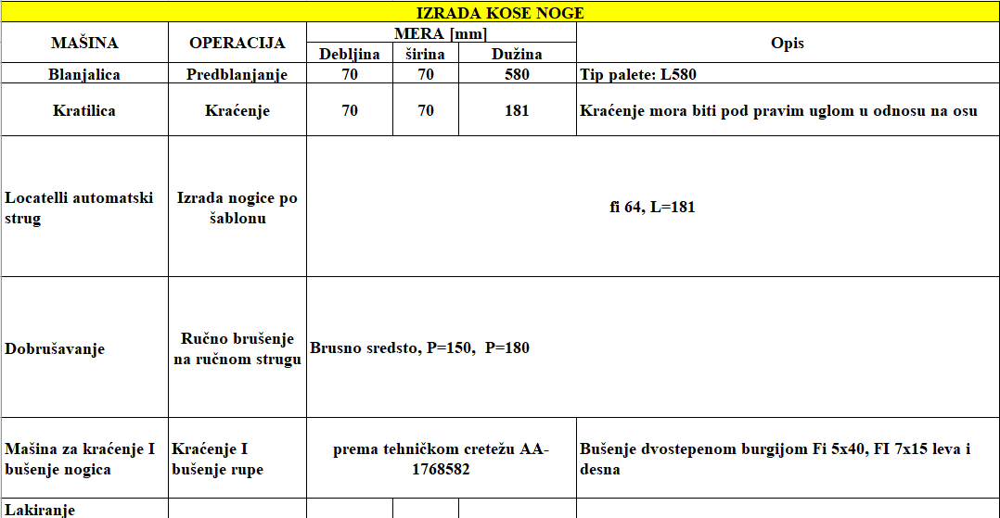 IZRADA KOSE NOGE
MAŠINA OPERACIJA MERA [mm] Opis
Debljina širina Dužina
Blanjalica Predblanjanje 70 70 580 Tip palete: L580
Kratilica Kraćenje 70 70 181 Kraćenje mora biti pod pravim uglom u odnosu na osu
Locatelli automatski
strug
Izrada nogice po
šablonu
fi 64, L=181
Dobrušavanje
Ručno brušenje
na ručnom strugu
Brusno sredsto, P=150, P=180
Mašina za kraćenje I
bušenje nogica
Kraćenje I
bušenje rupe
prema tehničkom cretežu AA-
1768582
Bušenje dvostepenom burgijom Fi 5x40, FI 7x15 leva i
desna
Lakiranje